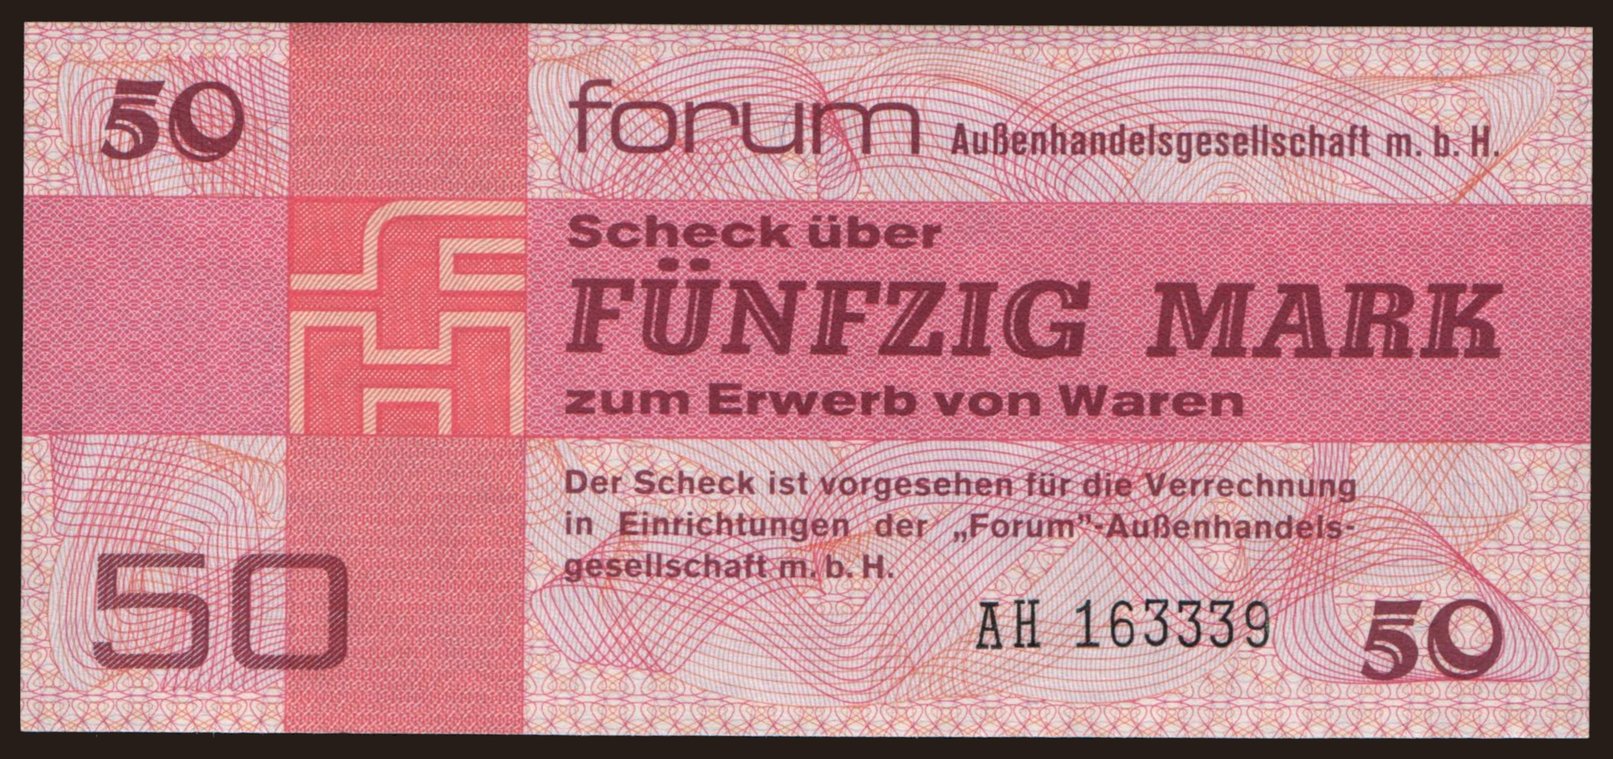 50
forum Außenhandelsgesellschaft m. b. H.
Scheck über
FÜNFZIG MARK
zum Erwerb von Waren
Der Scheck ist vorgesehen für die Verrechnung
in Einrichtungen der „Forum”-Außenhandels-
gesellschaft m. b. H.
50
AH 163339
50